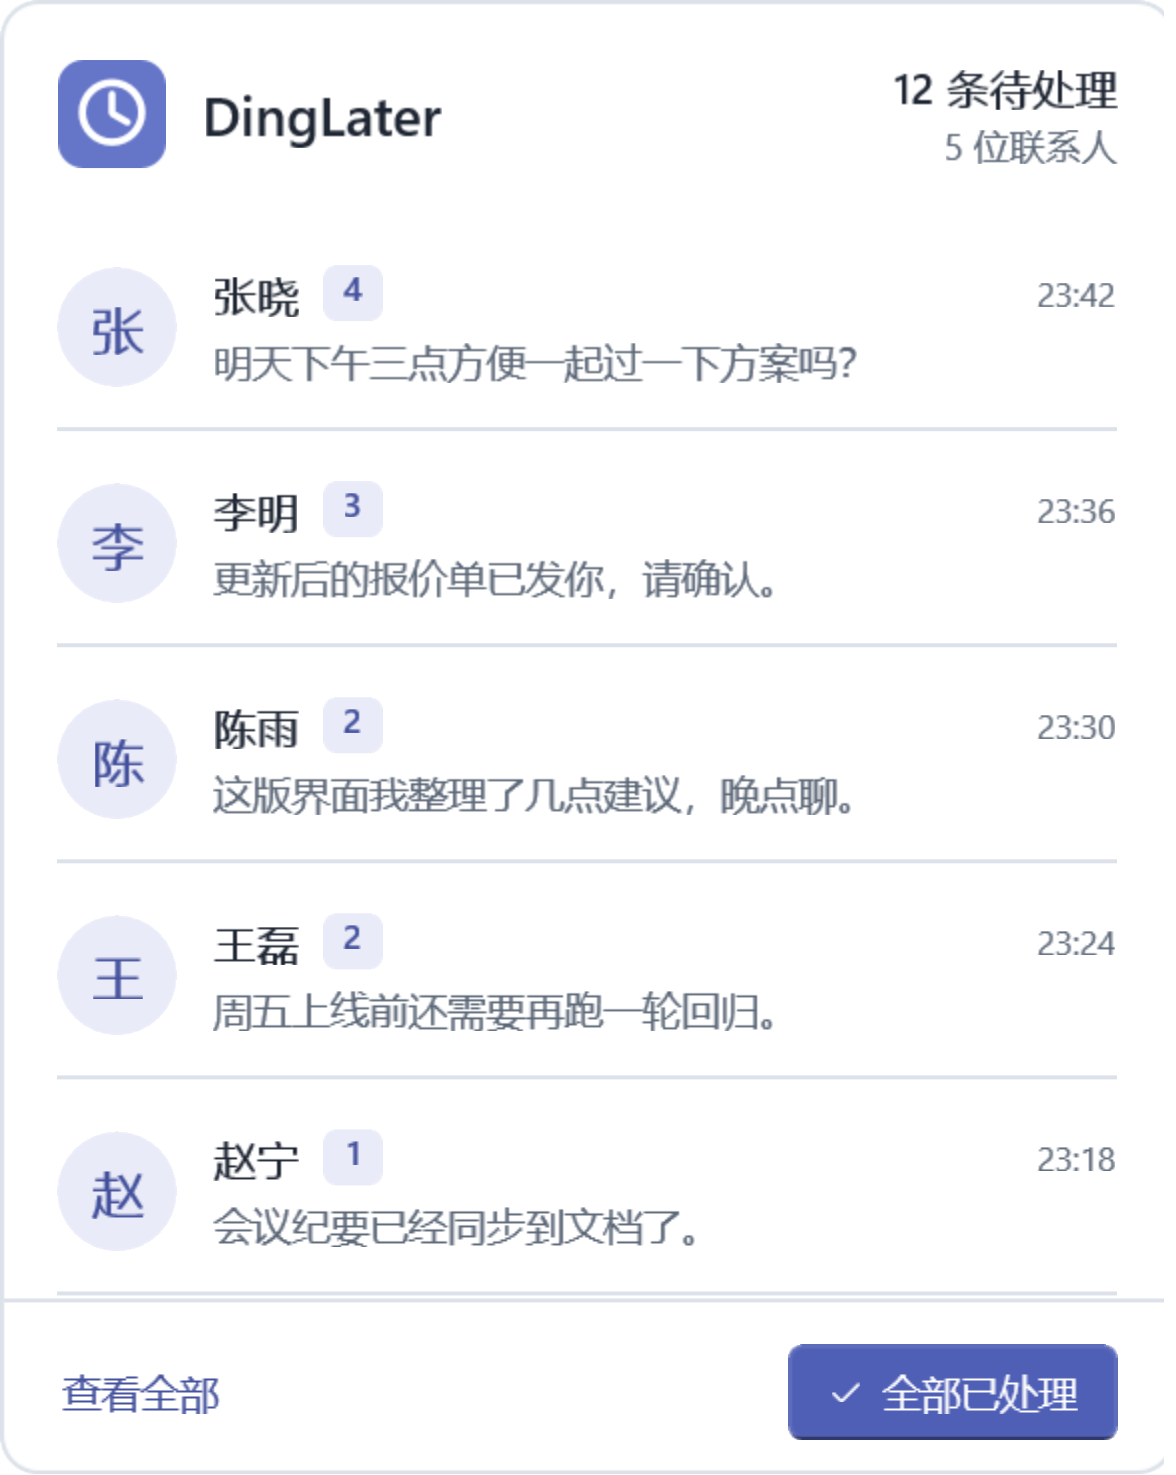 DingLater
12 条待处理
5 位联系人
张
张晓 4
23:42
明天下午三点方便一起过一下方案吗?
李
李明 3
23:36
更新后的报价单已发你，请确认。
陈
陈雨 2
23:30
这版界面我整理了几点建议，晚点聊。
王
王磊 2
23:24
周五上线前还需要再跑一轮回归。
赵
赵宁 1
23:18
会议纪要已经同步到文档了。
查看全部
✓ 全部已处理